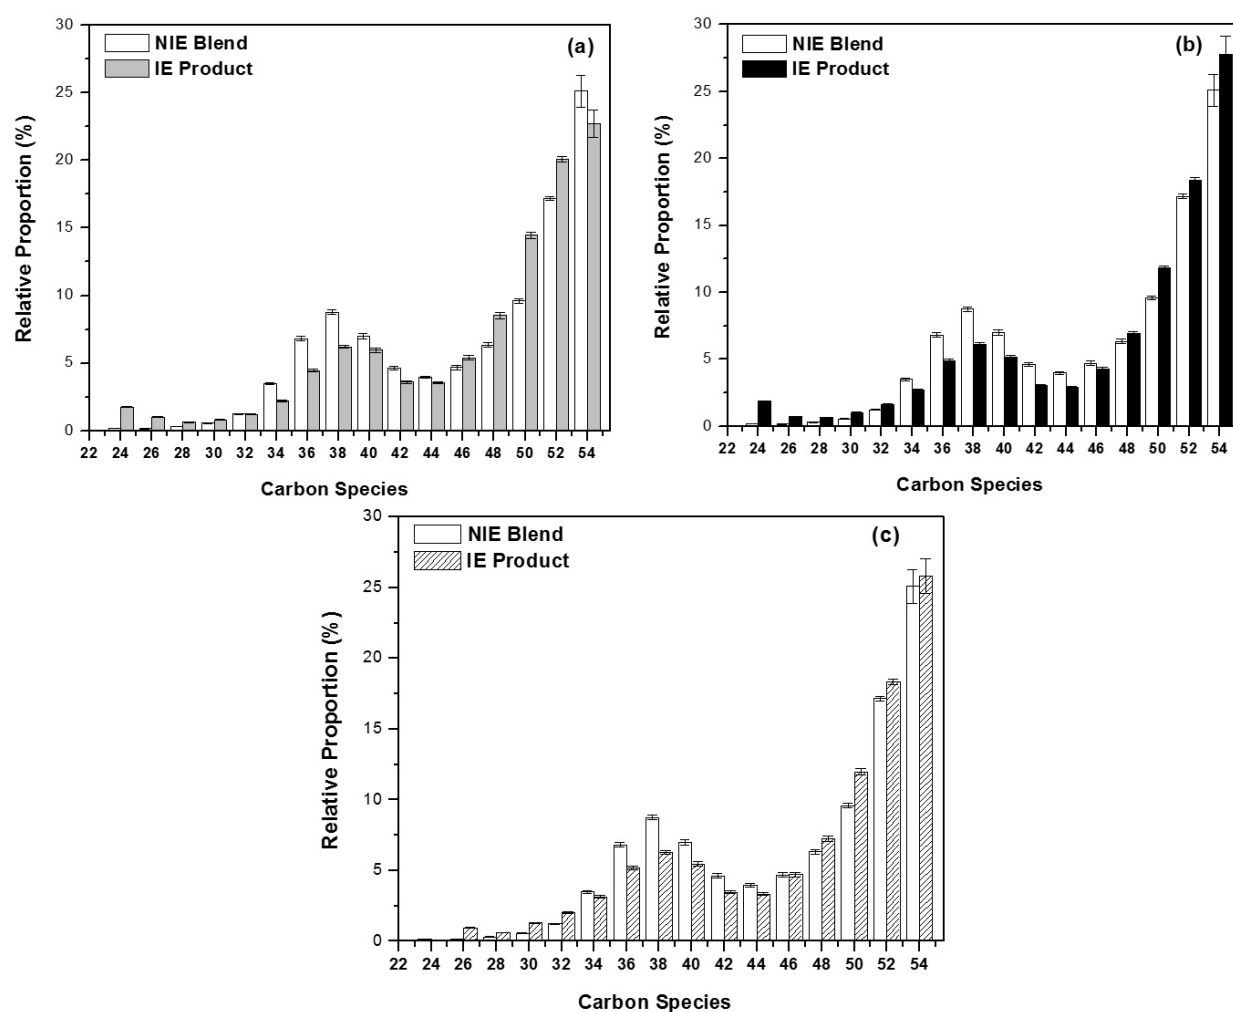 30
25
20
15
10
5
0
Relative Proportion (%)
NIE Blend
IE Product
(a)
22 24 26 28 30 32 34 36 38 40 42 44 46 48 50 52 54
Carbon Species
30
25
20
15
10
5
0
Relative Proportion (%)
NIE Blend
IE Product
(b)
22 24 26 28 30 32 34 36 38 40 42 44 46 48 50 52 54
Carbon Species
30
25
20
15
10
5
0
Relative Proportion (%)
NIE Blend
IE Product
(c)
22 24 26 28 30 32 34 36 38 40 42 44 46 48 50 52 54
Carbon Species